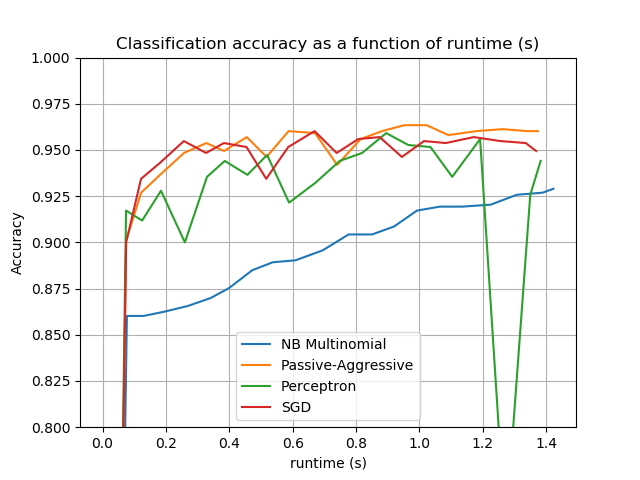 Classification accuracy as a function of runtime (s)
1.000
0.975
0.950
0.925
0.900
0.875
0.850
0.825
0.800
Accuracy
NB Multinomial
Passive-Aggressive
Perceptron
SGD
0.0 0.2 0.4 0.6 0.8 1.0 1.2 1.4
runtime (s)